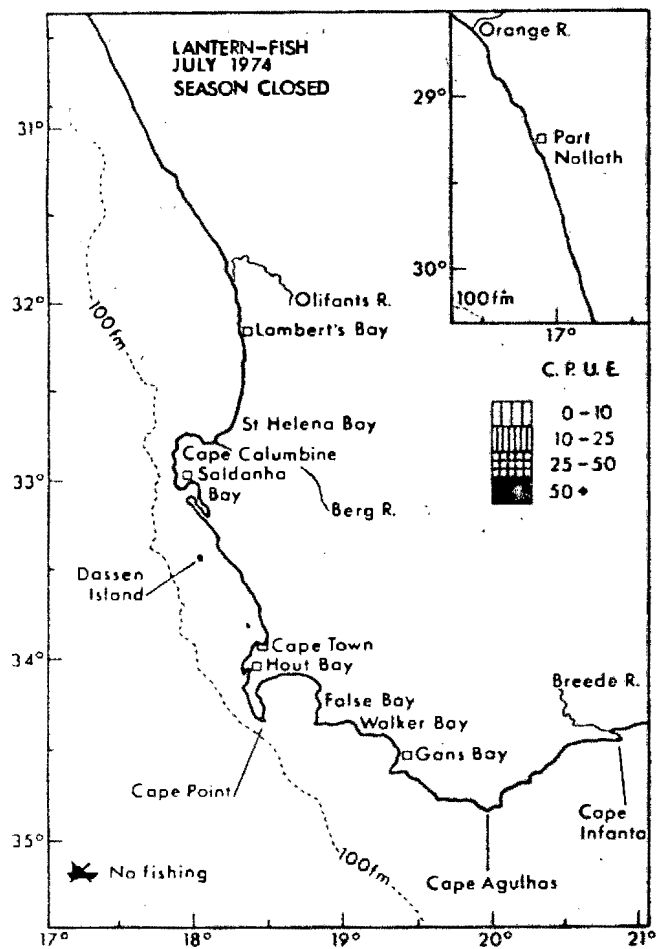 LANTERN-FISH
JULY 1974
SEASON CLOSED
Orange R.
29°
Part
Nollath
30°
100fm
17°
31°
32°
33°
34°
35°
100fm
Olifants R.
Lambert's Bay
C. P. U. E.
0-10
10-25
25-50
50+
St Helena Bay
Cape Columbine
Saldanha
Bay
Berg R.
Dassen
Island
Cape Town
Hout Bay
False Bay
Walker Bay
Gans Bay
Breede R.
Cape Point
Cape
Infanta
Cape Agulhas
100fm
No fishing
17°
18°
19°
20°
21°